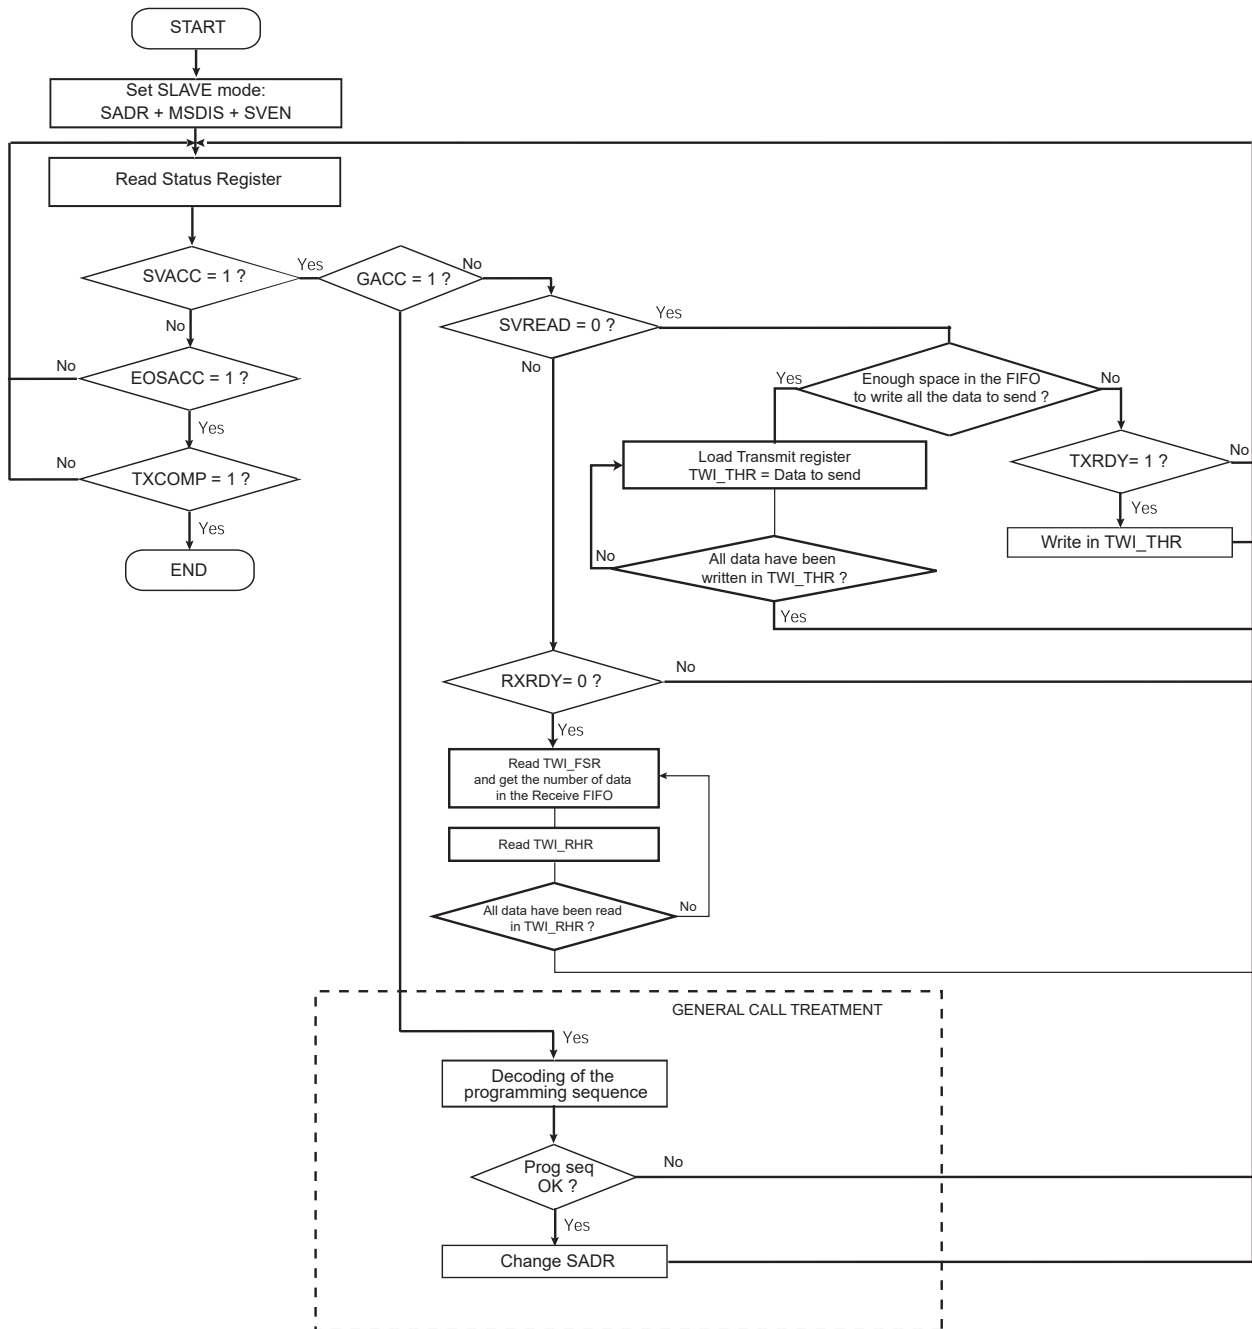 START
Set SLAVE mode:
SADR + MSDIS + SVEN
Read Status Register
SVACC = 1 ?
Yes
GACC = 1 ?
No
SVREAD = 0 ?
Yes
No
No
EOSACC = 1 ?
No
Yes
TXCOMP = 1 ?
No
Yes
END
Enough space in the FIFO
to write all the data to send ?
Yes
No
Load Transmit register
TWI_THR = Data to send
TXRDY= 1 ?
No
Yes
Write in TWI_THR
All data have been
written in TWI_THR ?
No
Yes
RXRDY= 0 ?
No
Yes
Read TWI_FSR
and get the number of data
in the Receive FIFO
Read TWI_RHR
All data have been read
in TWI_RHR ?
No
GENERAL CALL TREATMENT
Yes
Decoding of the
programming sequence
Prog seq
OK ?
No
Yes
Change SADR